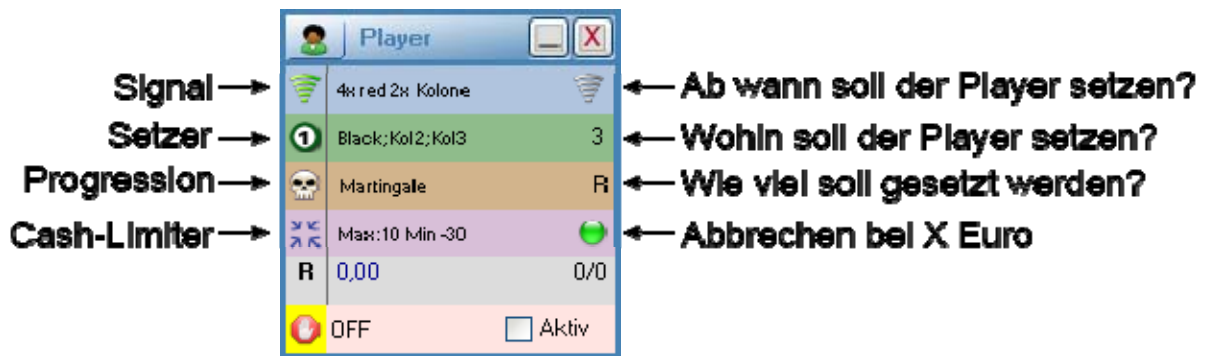 Player
Signal 4x red 2x Kolone Ab wann soll der Player setzen?
Setzer 1 Black;Kol2;Kol3 3 Wohin soll der Player setzen?
Progression Martingale R Wie viel soll gesetzt werden?
Cash-Limiter Max:10 Min -30 Abbrechen bei X Euro
R 0,00 0/0
OFF Aktiv